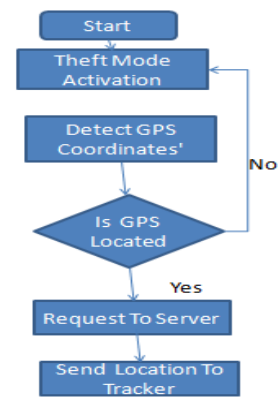 Start
Theft Mode
Activation
Detect GPS
Coordinates'
Is GPS
Located
No
Yes
Request To Server
Send Location To
Tracker